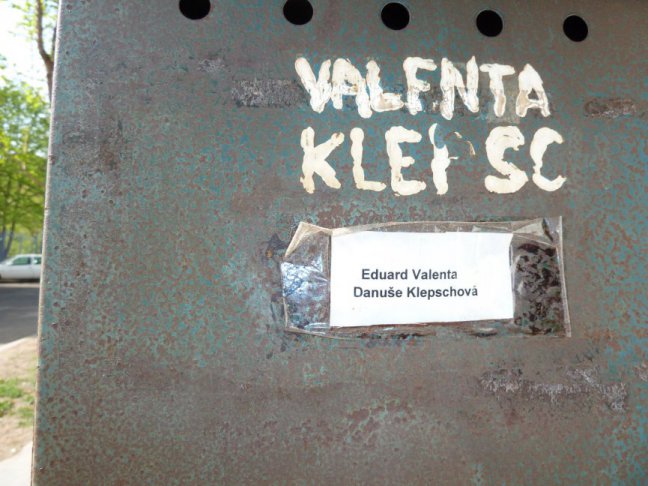 VALENTA
KLEPSC
Eduard Valenta
Danuše Klepschová